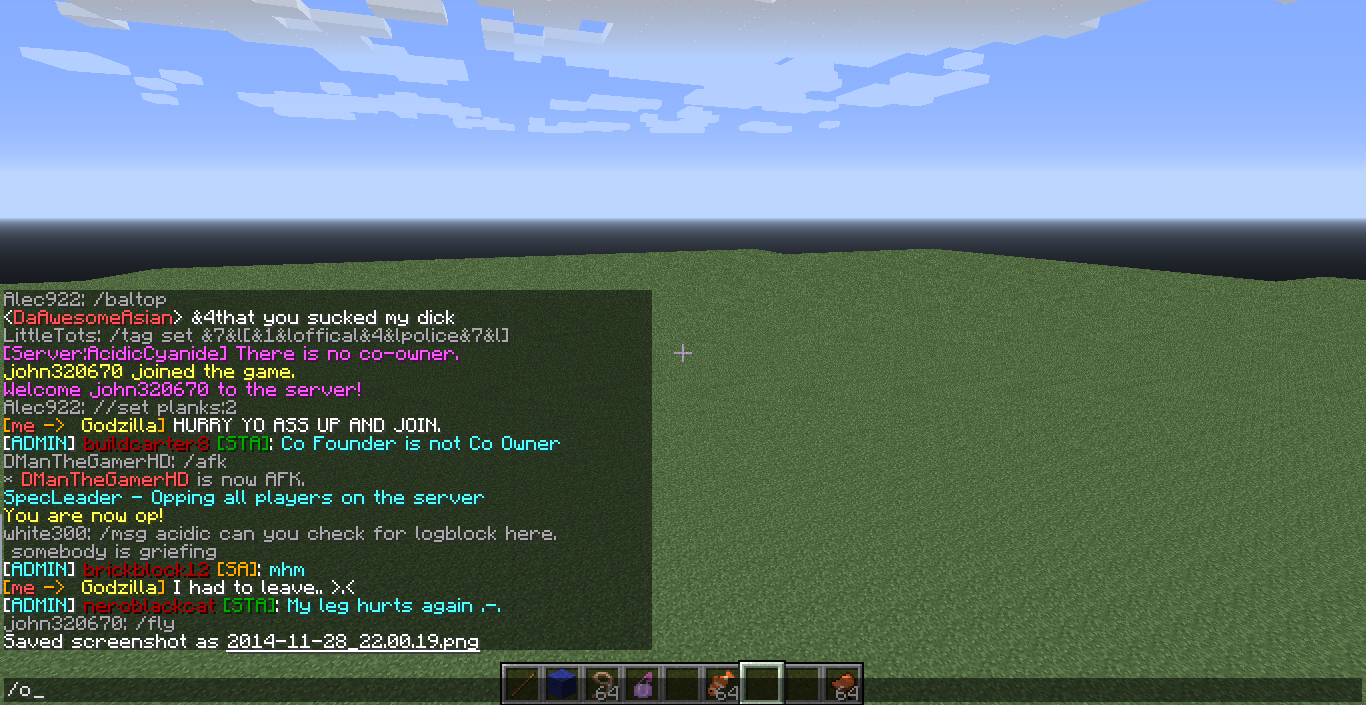 Alec922: /baltop
<DaAwesomeAsian> &4that you sucked my dick
LittleTots: /tag set &7&l[&1&loffical&4&lpolice&7&l]
[Server:AcidicCyanide] There is no co-owner.
john320670 joined the game.
Welcome john320670 to the server!
Alec922: //set planks:2
[me -> Godzilla] HURRY YO ASS UP AND JOIN.
[ADMIN] buildcarter8 [STA]: Co Founder is not Co Owner
DManTheGamerHD: /afk
* DManTheGamerHD is now AFK.
SpecLeader - Opping all players on the server
You are now op!
white300: /msg acidic can you check for logblock here.
somebody is griefing
[ADMIN] brickblock12 [SA]: mhm
[me -> Godzilla] I had to leave.. >.<
[ADMIN] neroblackcat [STA]: My leg hurts again .-.
john320670: /fly
Saved screenshot as 2014-11-28_22.00.19.png
64 64 64
/o_